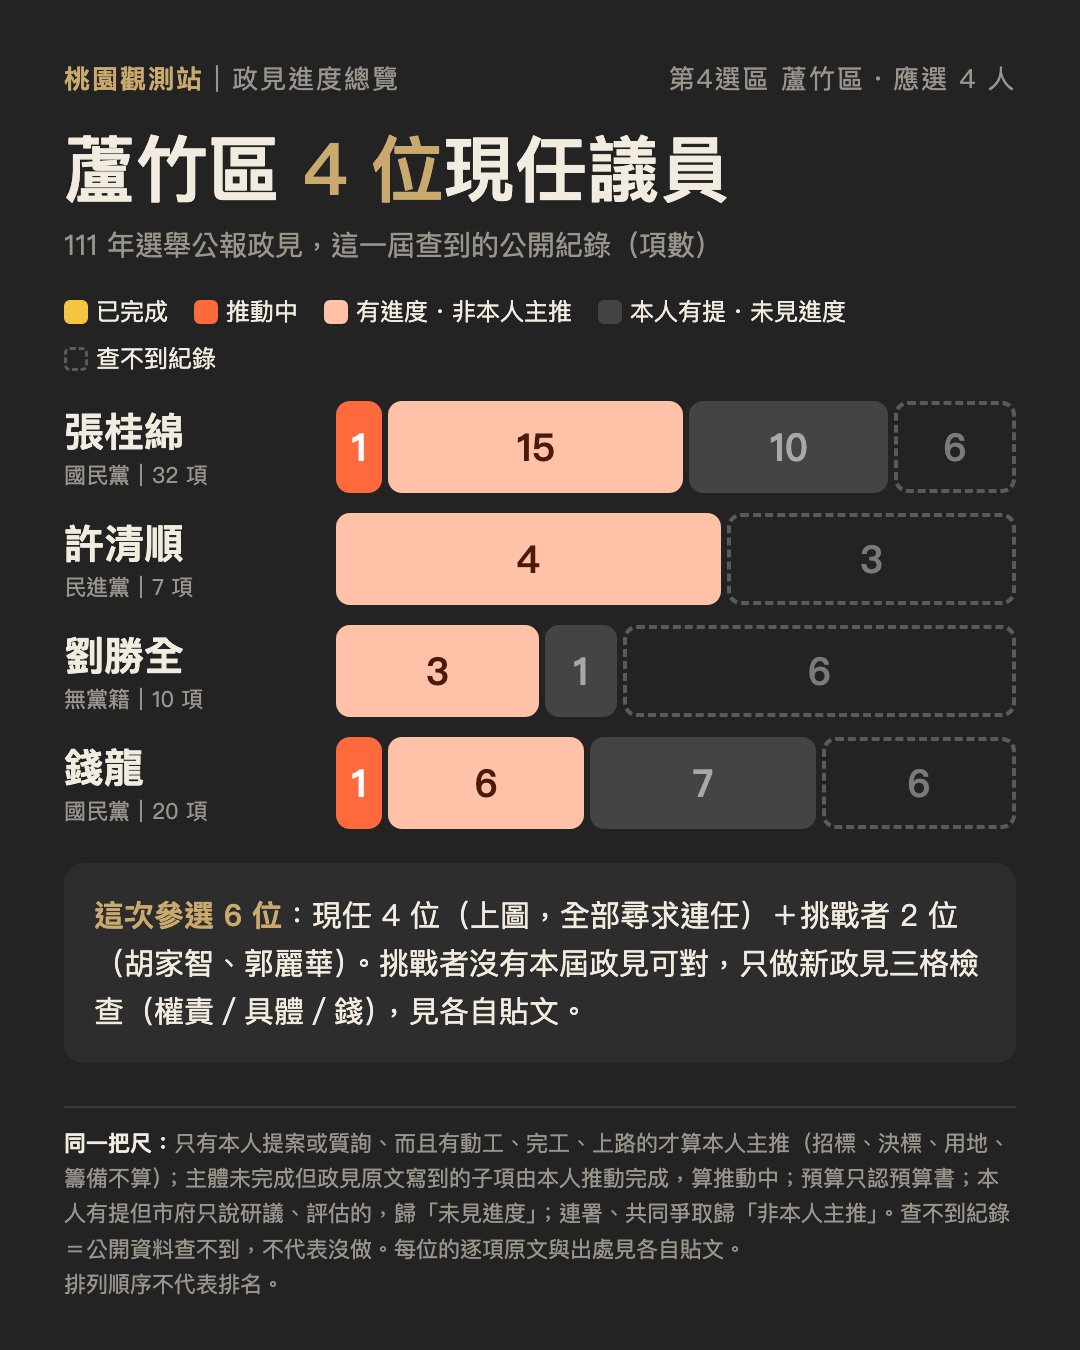 桃園觀測站｜政見進度總覽
第4選區 蘆竹區·應選 4 人
蘆竹區 4 位現任議員
111 年選舉公報政見，這一屆查到的公開紀錄（項數）
已完成 推動中 有進度·非本人主推 本人有提·未見進度
查不到紀錄
張桂綿
國民黨｜32 項
1 15 10 6
許清順
民進黨｜7 項
4 3
劉勝全
無黨籍｜10 項
3 1 6
錢龍
國民黨｜20 項
1 6 7 6
這次參選 6 位：現任 4 位（上圖，全部尋求連任）＋挑戰者 2 位
（胡家智、郭麗華）。挑戰者沒有本屆政見可對，只做新政見三格檢
查（權責 / 具體 / 錢），見各自貼文。
同一把尺：只有本人提案或質詢、而且有動工、完工、上路的才算本人主推（招標、決標、用地、
籌備不算）；主體未完成但政見原文寫到的子項由本人推動完成，算推動中；預算只認預算書；本
人有提但市府只說研議、評估的，歸「未見進度」；連署、共同爭取歸「非本人主推」。查不到紀錄
＝公開資料查不到，不代表沒做。每位的逐項原文與出處見各自貼文。
排列順序不代表排名。